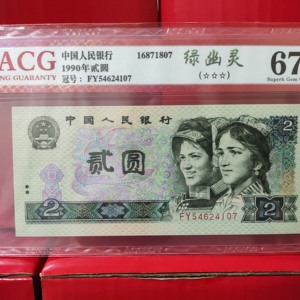 ACG
NG GUARANTY
中国人民银行
1990年贰圆
冠号: FY54624107
16871807
绿幽灵
(☆☆☆)
67
Superb Gem
中国人民银行
贰圆
2
2
FY54624107
2